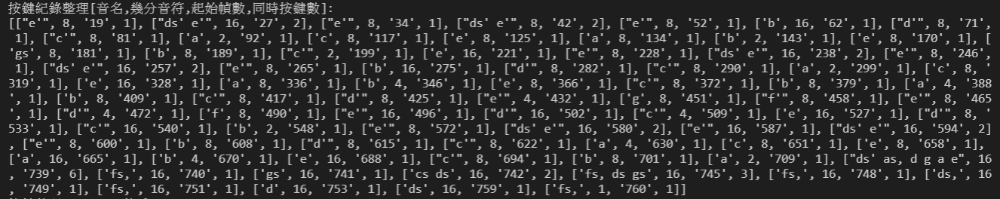 按鍵紀錄整理[音名,幾分音符,起始幀數,同時按鍵數]:
[["e'", 8, '19', 1], ["ds' e'", 16, '27', 2], ["e'", 8, '34', 1], ["ds' e'", 8, '42', 2], ["e'", 8, '52', 1], ['b', 16, '62', 1], ["d'", 8, '71',
 1], ["c'", 8, '81', 1], ['a', 2, '92', 1], ['c', 8, '117', 1], ['e', 8, '125', 1], ['a', 8, '134', 1], ['b', 2, '143', 1], ['e', 8, '170', 1], [
'gs', 8, '181', 1], ['b', 8, '189', 1], ["c'", 2, '199', 1], ['e', 16, '221', 1], ["e'", 8, '228', 1], ["ds' e'", 16, '238', 2], ["e'", 8, '246',
 1], ["ds' e'", 16, '257', 2], ["e'", 8, '265', 1], ['b', 16, '275', 1], ["d'", 8, '282', 1], ["c'", 8, '290', 1], ['a', 2, '299', 1], ['c', 8, '
319', 1], ['e', 16, '328', 1], ['a', 8, '336', 1], ['b', 4, '346', 1], ['e', 8, '366', 1], ["c'", 8, '372', 1], ['b', 8, '379', 1], ['a', 4, '388
', 1], ['b', 8, '409', 1], ["c'", 8, '417', 1], ["d'", 8, '425', 1], ["e'", 4, '432', 1], ['g', 8, '451', 1], ["f'", 8, '458', 1], ["e'", 8, '465
', 1], ["d'", 4, '472', 1], ['f', 8, '490', 1], ["e'", 16, '496', 1], ["d'", 16, '502', 1], ["c'", 4, '509', 1], ['e', 16, '527', 1], ["d'", 8, '
533', 1], ["c'", 16, '540', 1], ['b', 2, '548', 1], ["e'", 8, '572', 1], ["ds' e'", 16, '580', 2], ["e'", 16, '587', 1], ["ds' e'", 16, '594', 2]
, ["e'", 8, '600', 1], ['b', 8, '608', 1], ["d'", 8, '615', 1], ["c'", 8, '622', 1], ['a', 4, '630', 1], ['c', 8, '651', 1], ['e', 8, '658', 1],
['a', 16, '665', 1], ['b', 4, '670', 1], ['e', 16, '688', 1], ["c'", 8, '694', 1], ['b', 8, '701', 1], ['a', 2, '709', 1], ["ds' as, d g a e", 16
, '739', 6], ['fs,', 16, '740', 1], ['gs', 16, '741', 1], ['cs ds', 16, '742', 2], ['fs, ds gs', 16, '745', 3], ['fs,', 16, '748', 1], ['ds,', 16
, '749', 1], ['fs,', 16, '751', 1], ['d', 16, '753', 1], ['ds', 16, '759', 1], ['fs,', 1, '760', 1]]